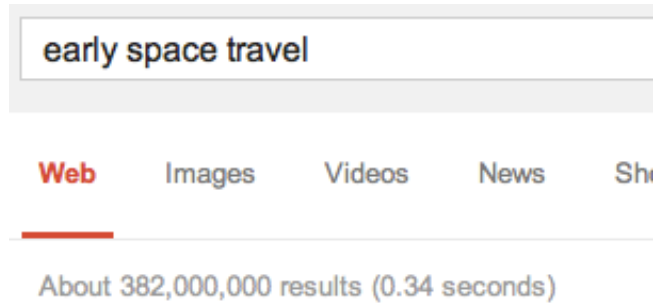 early space travel
Web Images Videos News
About 382,000,000 results (0.34 seconds)